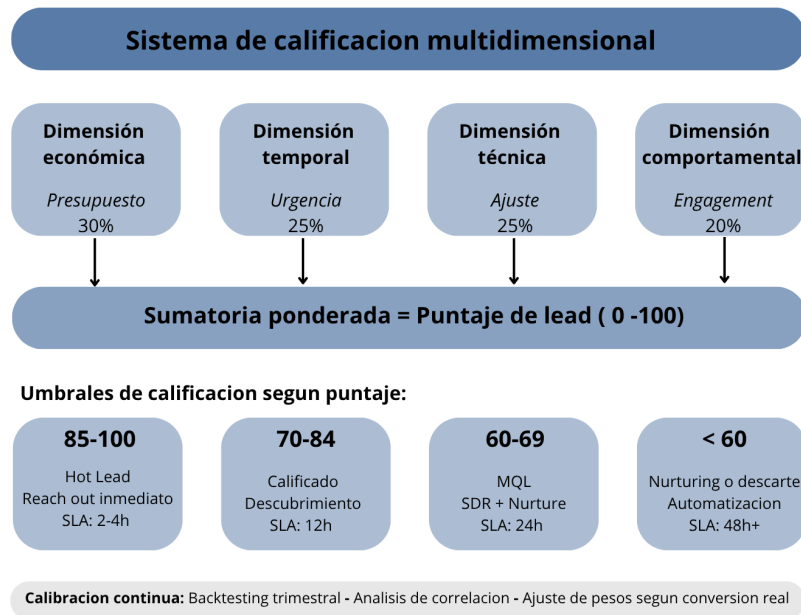 Sistema de calificacion multidimensional
Dimensión
económica
Presupuesto
30%
Dimensión
temporal
Urgencia
25%
Dimensión
técnica
Ajuste
25%
Dimensión
comportamental
Engagement
20%
Sumatoria ponderada = Puntaje de lead ( 0 -100)
Umbrales de calificacion segun puntaje:
85-100
Hot Lead
Reach out inmediato
SLA: 2-4h
70-84
Calificado
Descubrimiento
SLA: 12h
60-69
MQL
SDR + Nurture
SLA: 24h
< 60
Nurturing o descarte
Automatizacion
SLA: 48h+
Calibracion continua: Backtesting trimestral - Analisis de correlacion - Ajuste de pesos segun conversion real